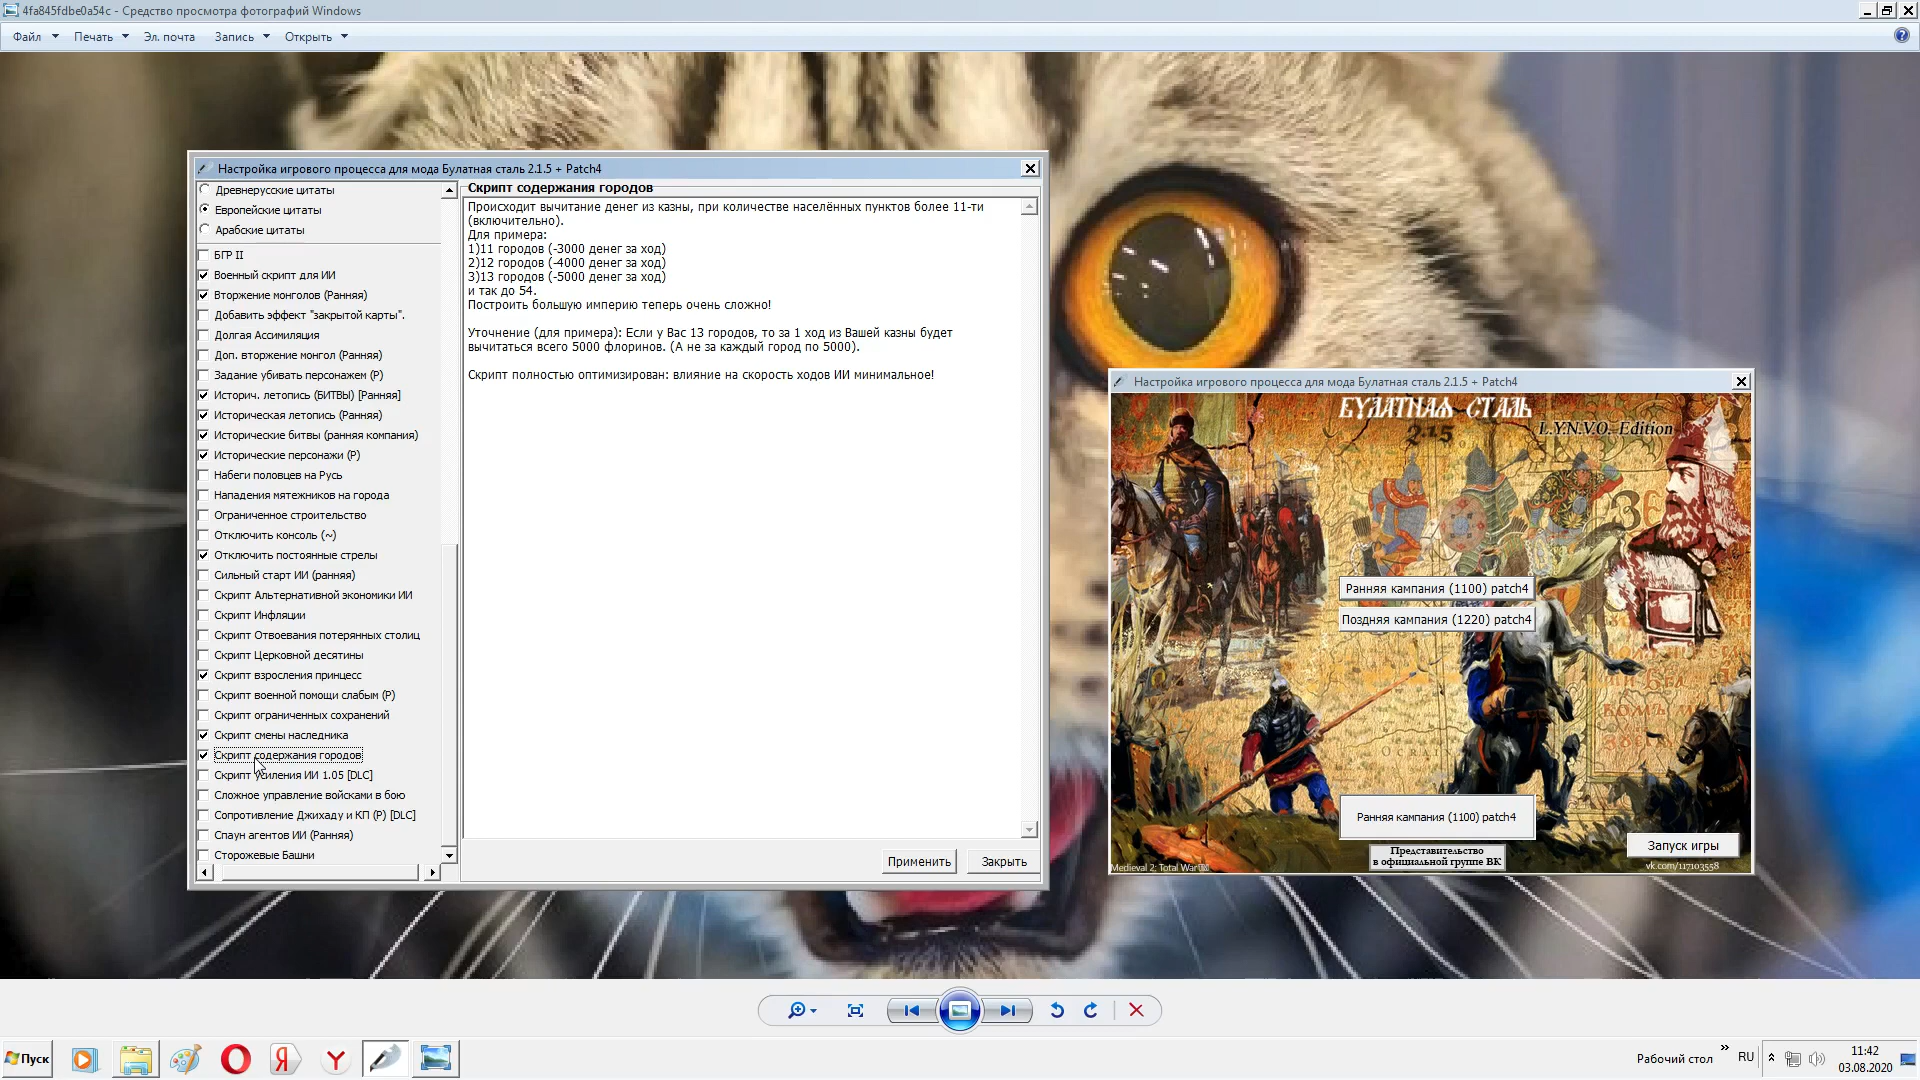 4fa845fdbe0a54c - Средство просмотра фотографий Windows
Файл Печать Эл. почта Запись Открыть
Настройка игрового процесса для мода Булатная сталь 2.1.5 + Patch4
Древнерусские цитаты
Европейские цитаты
Арабские цитаты
БГР II
Военный скрипт для ИИ
Вторжение монголов (Ранняя)
Добавить эффект "закрытой карты".
Долгая Ассимиляция
Доп. вторжение монгол (Ранняя)
Задание убивать персонажем (Р)
Историч. летопись (БИТВЫ) [Ранняя]
Историческая летопись (Ранняя)
Исторические битвы (ранняя компания)
Исторические персонажи (Р)
Набеги половцев на Русь
Нападения мятежников на города
Ограниченное строительство
Отключить консоль (~)
Отключить постоянные стрелы
Сильный старт ИИ (ранняя)
Скрипт Альтернативной экономики ИИ
Скрипт Инфляции
Скрипт Отвоевания потерянных столиц
Скрипт Церковной десятины
Скрипт взросления принцесс
Скрипт военной помощи слабым (Р)
Скрипт ограниченных сохранений
Скрипт смены наследника
Скрипт содержания городов
Скрипт усиления ИИ 1.05 [DLC]
Сложное управление войсками в бою
Сопротивление Джихаду и КП (Р) [DLC]
Спаун агентов ИИ (Ранняя)
Сторожевые Башни
Скрипт содержания городов
Происходит вычитание денег из казны, при количестве населённых пунктов более 11-ти
(включительно).
Для примера:
1)11 городов (-3000 денег за ход)
2)12 городов (-4000 денег за ход)
3)13 городов (-5000 денег за ход)
и так до 54.
Построить большую империю теперь очень сложно!
Уточнение (для примера): Если у Вас 13 городов, то за 1 ход из Вашей казны будет
вычитаться всего 5000 флоринов. (А не за каждый город по 5000).
Скрипт полностью оптимизирован: влияние на скорость ходов ИИ минимальное!
Применить Закрыть
Настройка игрового процесса для мода Булатная сталь 2.1.5 + Patch4
БУЛАТНАЯ СТАЛЬ
2.1.5
L.Y.N.V.O. Edition
Ранняя кампания (1100) patch4
Поздняя кампания (1220) patch4
Ранняя кампания (1100) patch4
Представительство
в официальной группе ВК
Запуск игры
vk.com/117103558
Medieval 2: Total War
Пуск
Рабочий стол
RU
11:42
03.08.2020